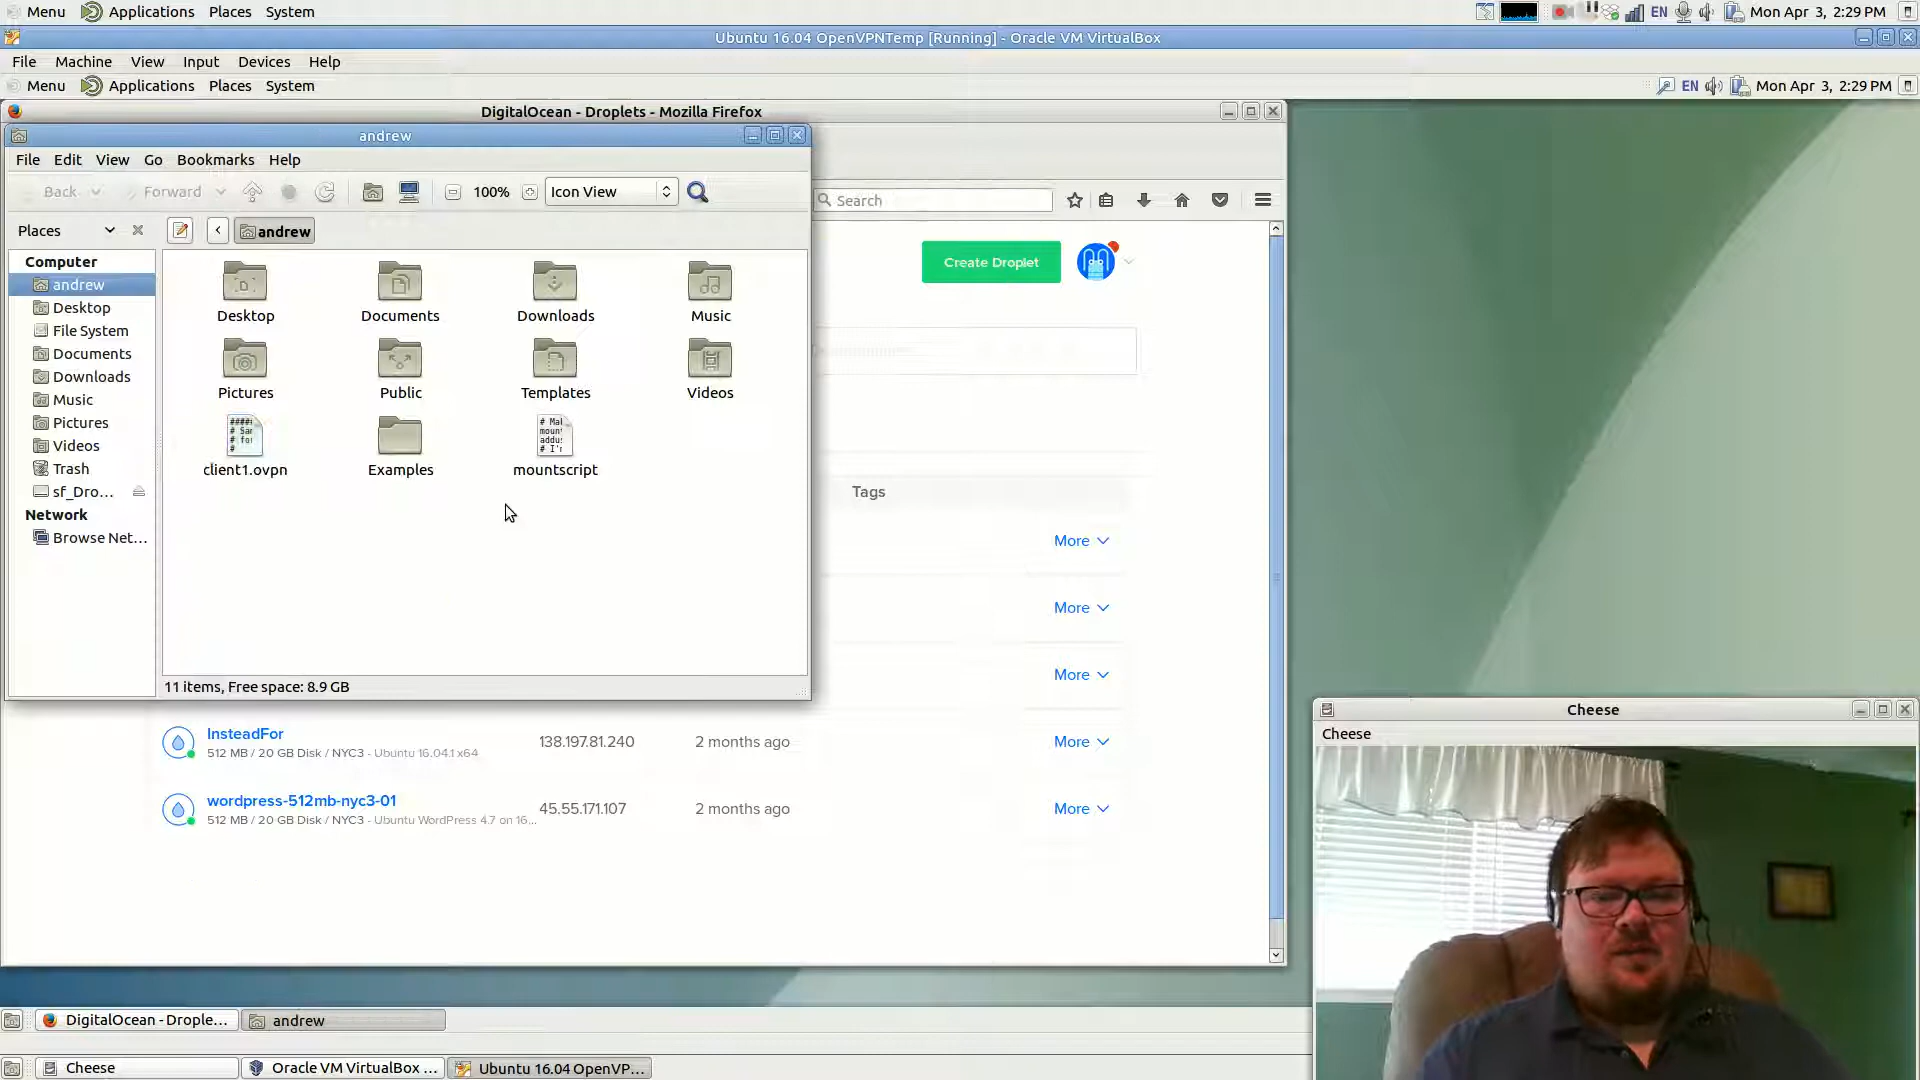 Menu Applications Places System EN Mon Apr 3, 2:29 PM
Ubuntu 16.04 OpenVPNTemp [Running] - Oracle VM VirtualBox
File Machine View Input Devices Help
Menu Applications Places System EN Mon Apr 3, 2:29 PM
DigitalOcean - Droplets - Mozilla Firefox
andrew
File Edit View Go Bookmarks Help
Back Forward 100% Icon View
Search
Places andrew
Computer
andrew
Desktop
File System
Documents
Downloads
Music
Pictures
Videos
Trash
sf_Dro...
Network
Browse Net...
Desktop Documents Downloads Music
Pictures Public Templates Videos
client1.ovpn Examples mountscript
11 items, Free space: 8.9 GB
Create Droplet
Tags
More
More
More
InsteadFor 138.197.81.240 2 months ago More
512 MB / 20 GB Disk / NYC3 - Ubuntu 16.04.1 x64
wordpress-512mb-nyc3-01 45.55.171.107 2 months ago More
512 MB / 20 GB Disk / NYC3 - Ubuntu WordPress 4.7 on 16...
Cheese
Cheese
DigitalOcean - Drople... andrew
Cheese Oracle VM VirtualBox ... Ubuntu 16.04 OpenVP...